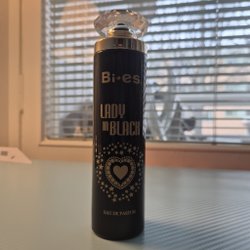 Bi-es
LADY
IN BLACK
EAU DE PARFUM